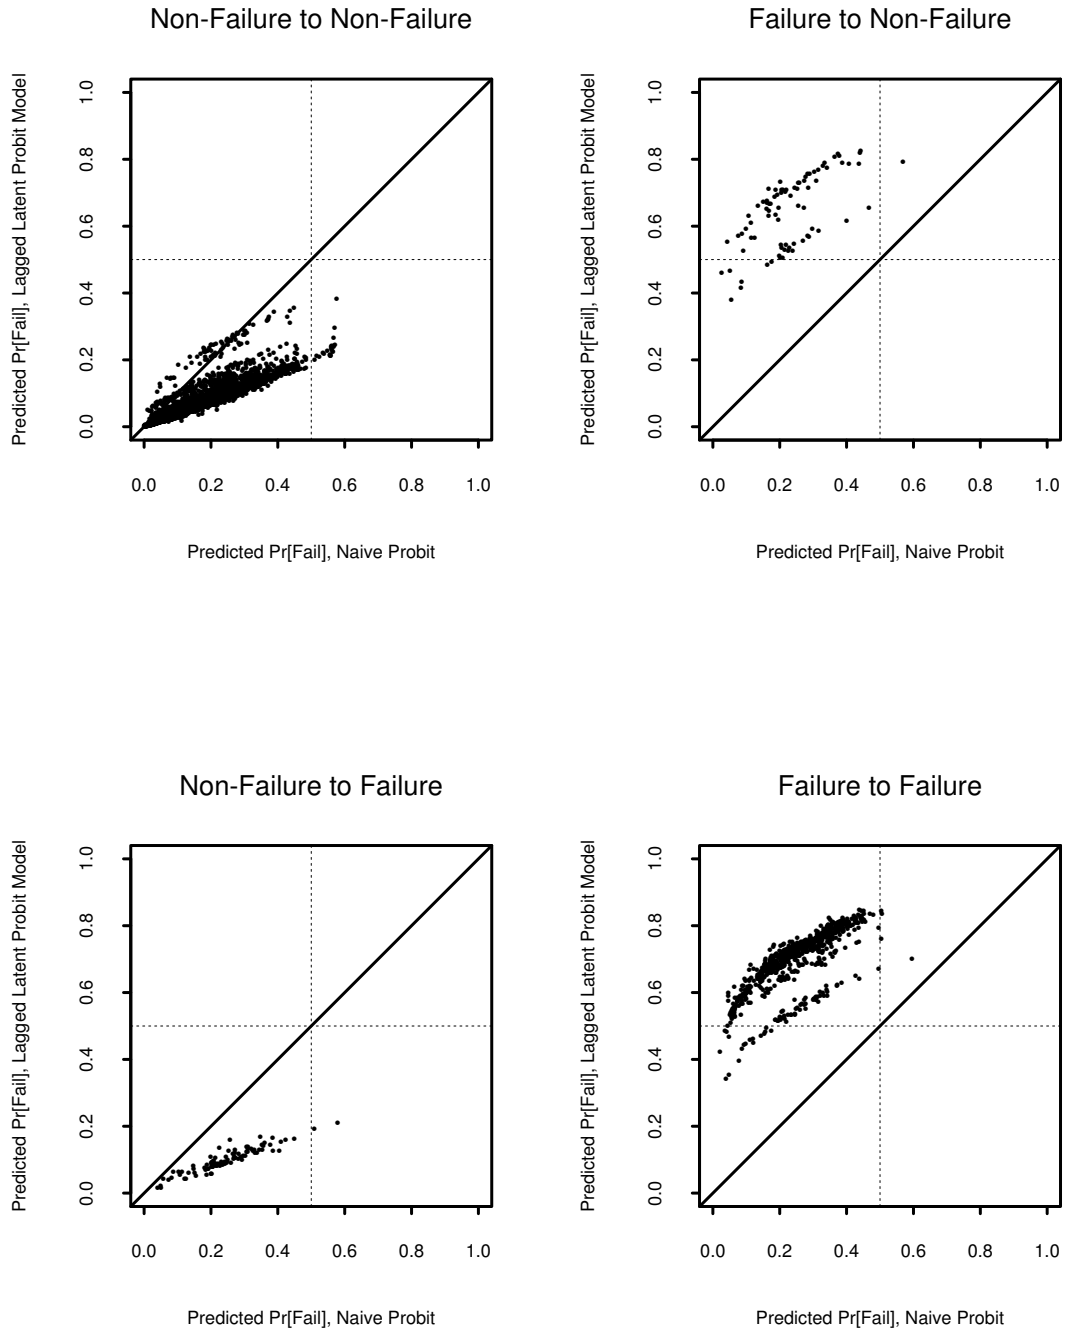 Non-Failure to Non-Failure
Predicted Pr[Fail], Lagged Latent Probit Model
0.0 0.2 0.4 0.6 0.8 1.0
0.0 0.2 0.4 0.6 0.8 1.0
Predicted Pr[Fail], Naive Probit
Failure to Non-Failure
Predicted Pr[Fail], Lagged Latent Probit Model
0.0 0.2 0.4 0.6 0.8 1.0
0.0 0.2 0.4 0.6 0.8 1.0
Predicted Pr[Fail], Naive Probit
Non-Failure to Failure
Predicted Pr[Fail], Lagged Latent Probit Model
0.0 0.2 0.4 0.6 0.8 1.0
0.0 0.2 0.4 0.6 0.8 1.0
Predicted Pr[Fail], Naive Probit
Failure to Failure
Predicted Pr[Fail], Lagged Latent Probit Model
0.0 0.2 0.4 0.6 0.8 1.0
0.0 0.2 0.4 0.6 0.8 1.0
Predicted Pr[Fail], Naive Probit